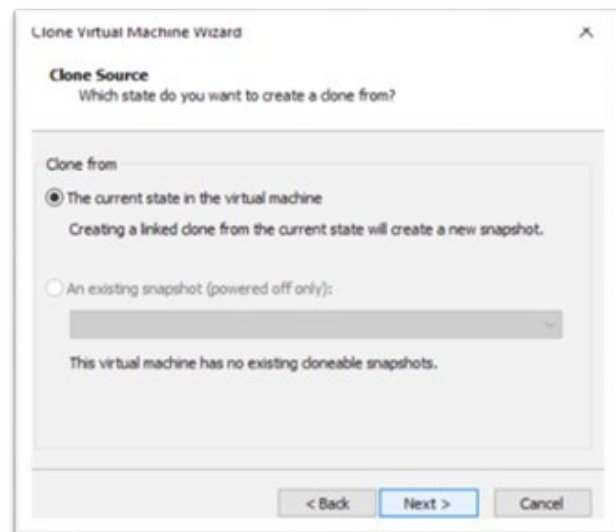 Clone Virtual Machine Wizard
Clone Source
Which state do you want to create a clone from?
Clone from
The current state in the virtual machine
Creating a linked clone from the current state will create a new snapshot.
An existing snapshot (powered off only):
This virtual machine has no existing cloneable snapshots.
< Back Next > Cancel